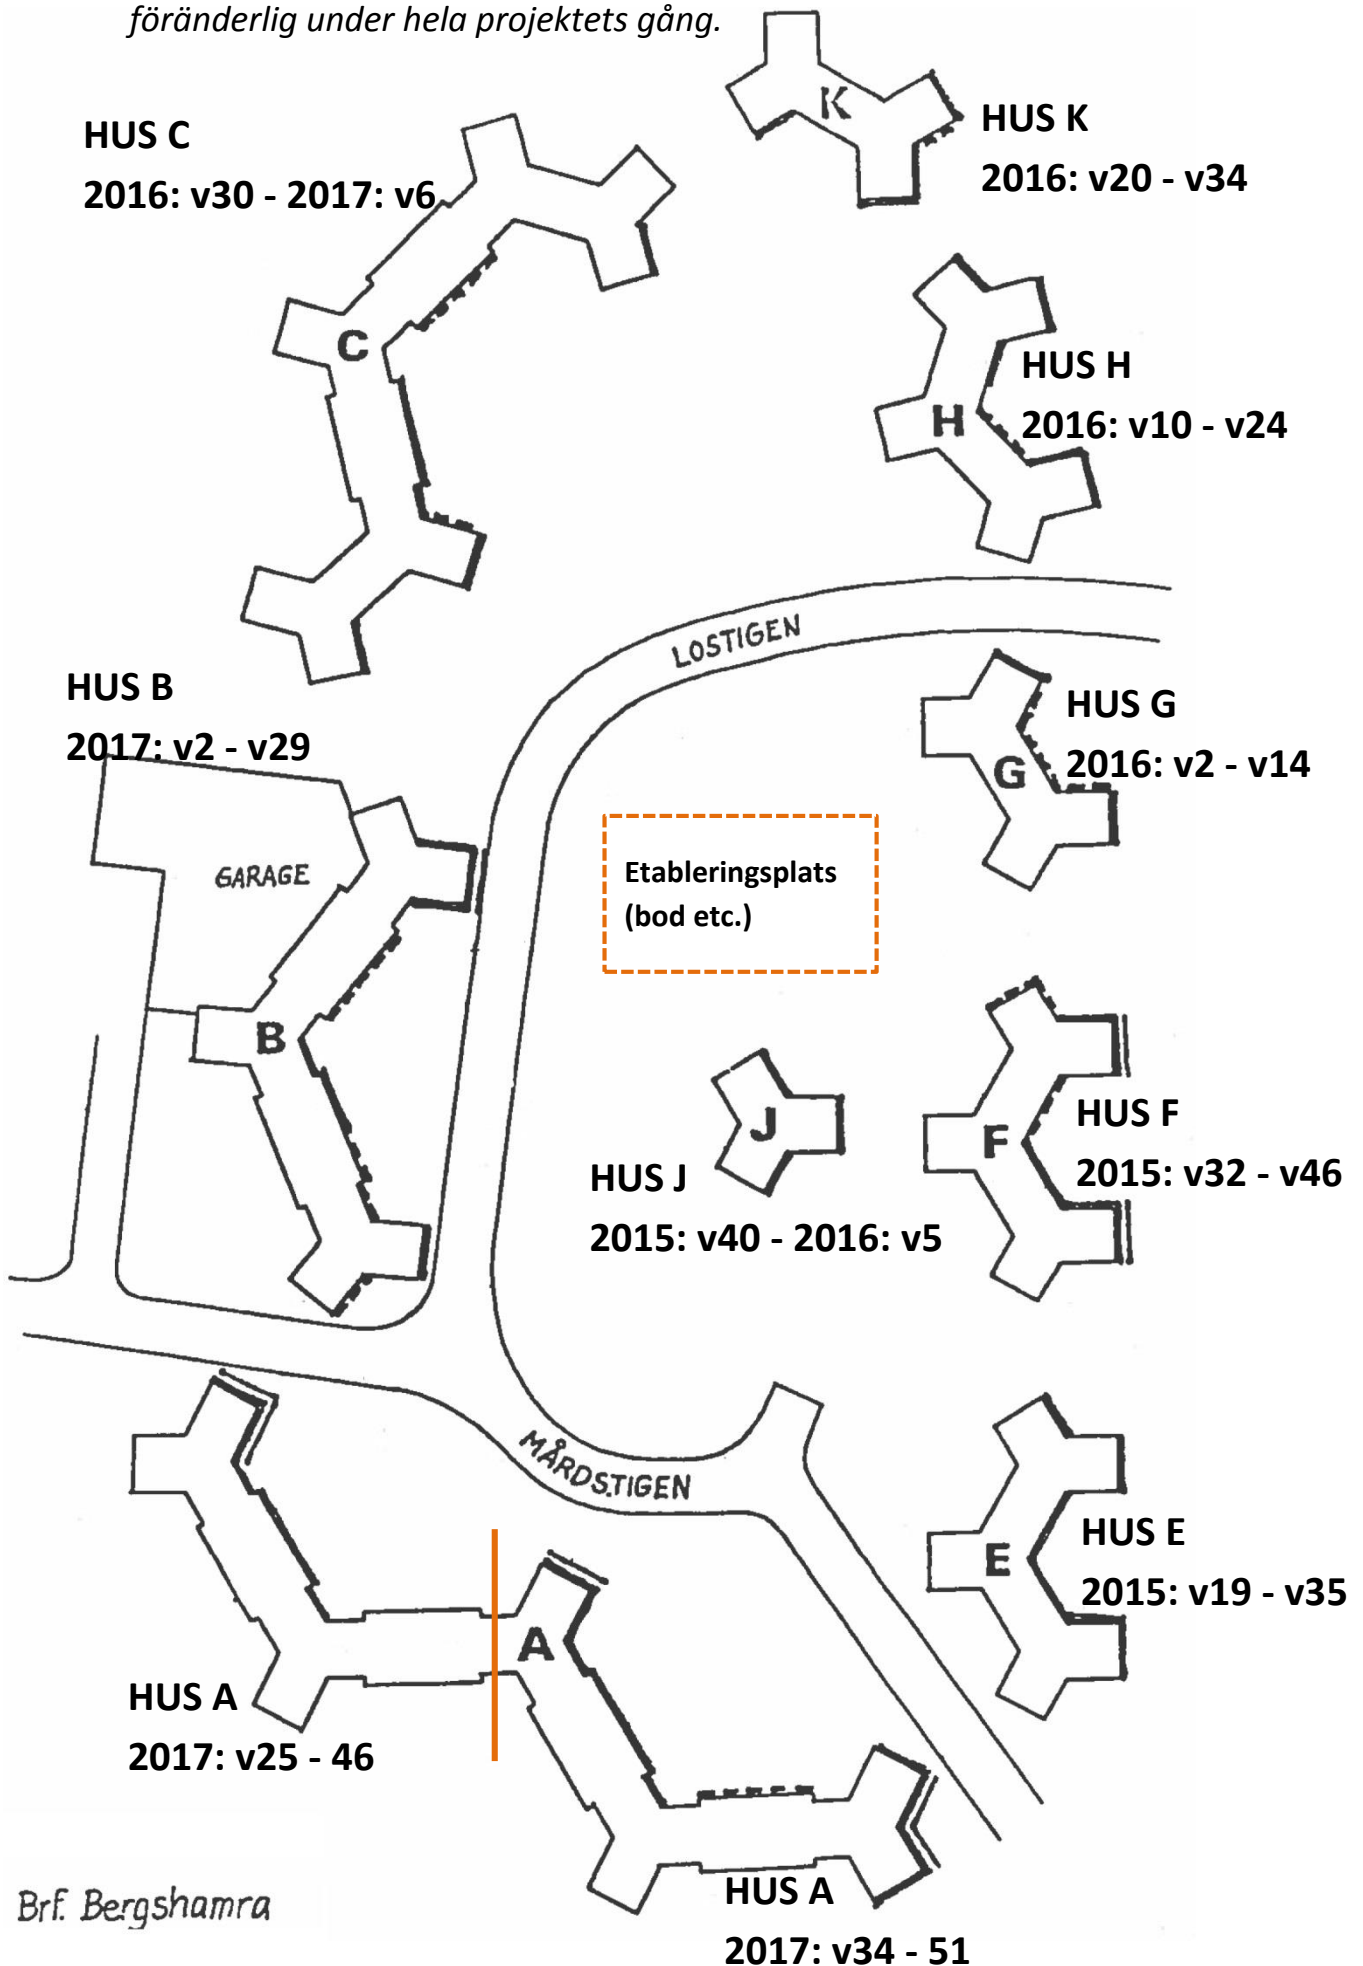 föränderlig under hela projektets gång.
K
HUS K
2016: v20 - v34
HUS C
2016: v30 - 2017: v6
C
HUS H
H
2016: v10 - v24
LOSTIGEN
HUS B
2017: v2 - v29
HUS G
G
2016: v2 - v14
GARAGE
Etableringsplats
(bod etc.)
B
J
F
HUS F
2015: v32 - v46
HUS J
2015: v40 - 2016: v5
MÅRDSTIGEN
E
HUS E
2015: v19 - v35
A
HUS A
2017: v25 - 46
HUS A
2017: v34 - 51
Brf. Bergshamra